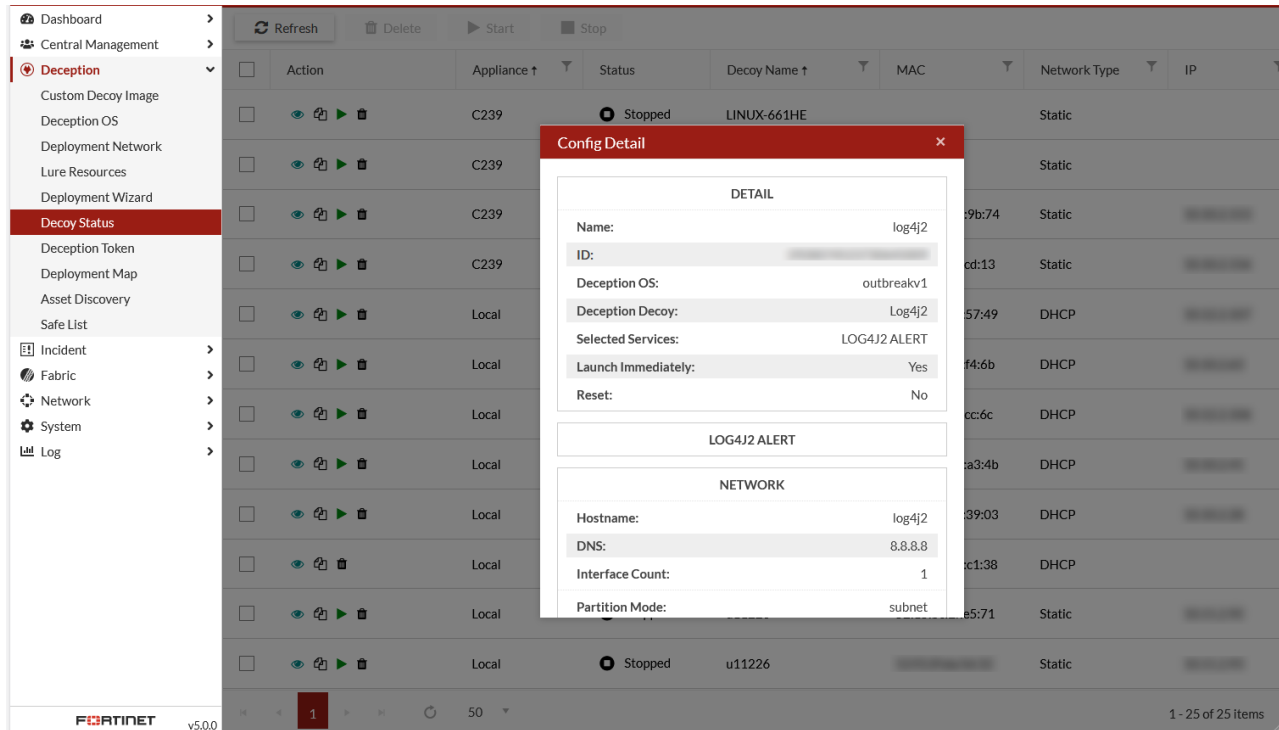 Dashboard
Central Management
Deception
Custom Decoy Image
Deception OS
Deployment Network
Lure Resources
Deployment Wizard
Decoy Status
Deception Token
Deployment Map
Asset Discovery
Safe List
Incident
Fabric
Network
System
Log
FORTINET v5.0.0
Refresh Delete Start Stop
Action Appliance ↑ Status Decoy Name ↑ MAC Network Type IP
C239 Stopped LINUX-661HE Static
C239 Static
C239 :9b:74 Static
C239 cd:13 Static
Local :57:49 DHCP
Local f4:6b DHCP
Local cc:6c DHCP
Local :a3:4b DHCP
Local :39:03 DHCP
Local :c1:38 DHCP
Local e5:71 Static
Local Stopped u11226 Static
1 50 1 - 25 of 25 items
Config Detail ×
DETAIL
Name: log4j2
ID:
Deception OS: outbreakv1
Deception Decoy: Log4j2
Selected Services: LOG4J2 ALERT
Launch Immediately: Yes
Reset: No
LOG4J2 ALERT
NETWORK
Hostname: log4j2
DNS: 8.8.8.8
Interface Count: 1
Partition Mode: subnet